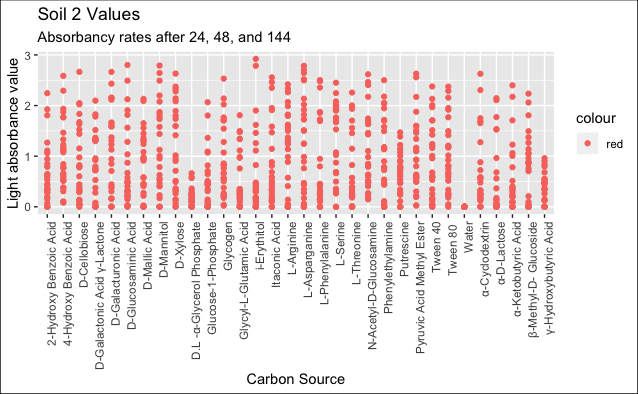 Soil 2 Values
Absorbancy rates after 24, 48, and 144
Light absorbance value
3
2
1
0
2-Hydroxy Benzoic Acid
4-Hydroxy Benzoic Acid
D-Cellobiose
D-Galactonic Acid γ-Lactone
D-Galacturonic Acid
D-Glucosaminic Acid
D-Mallic Acid
D-Mannitol
D-Xylose
D.L -α-Glycerol Phosphate
Glucose-1-Phosphate
Glycogen
Glycyl-L-Glutamic Acid
i-Erythitol
Itaconic Acid
L-Arginine
L-Asparganine
L-Phenylalanine
L-Serine
L-Threonine
N-Acetyl-D-Glucosamine
Phenylethylamine
Putrescine
Pyruvic Acid Methyl Ester
Tween 40
Tween 80
Water
α-Cyclodextrin
α-D-Lactose
α-Ketobutyric Acid
β-Methyl-D- Glucoside
γ-Hydroxybutyric Acid
Carbon Source
colour
red